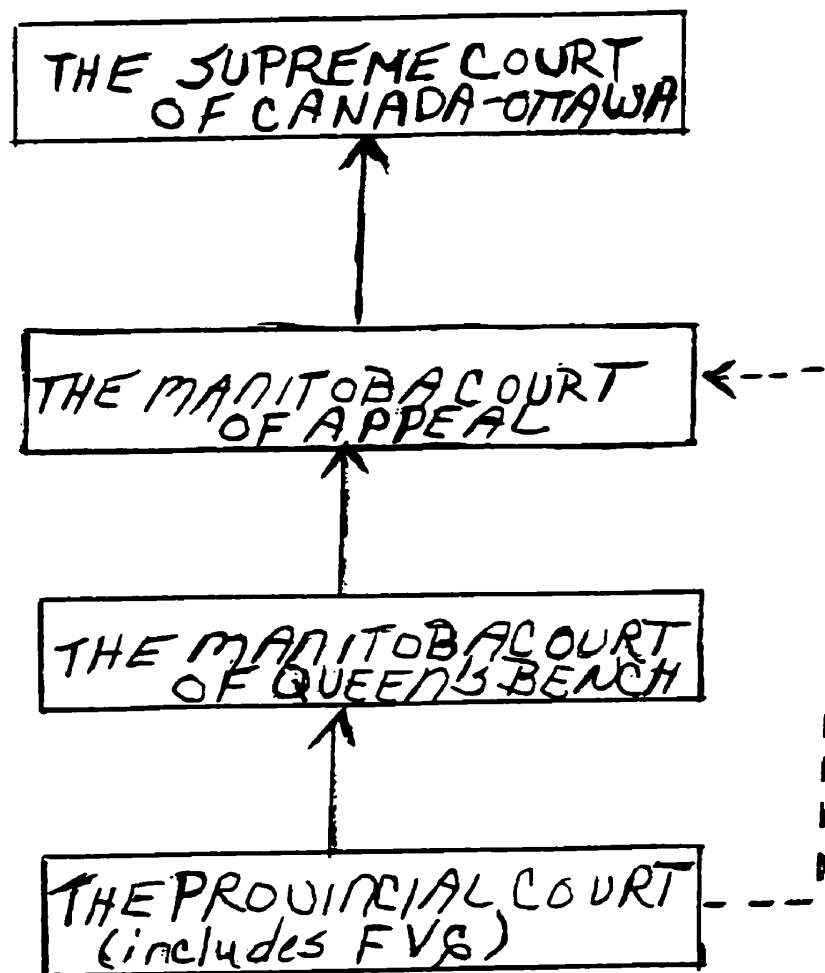 THE SUPREME COURT
OF CANADA-OTTAWA
THE MANITOBA COURT
OF APPEAL
THE MANITOBA COURT
OF QUEEN'S BENCH
THE PROVINCIAL COURT
(includes FVC)